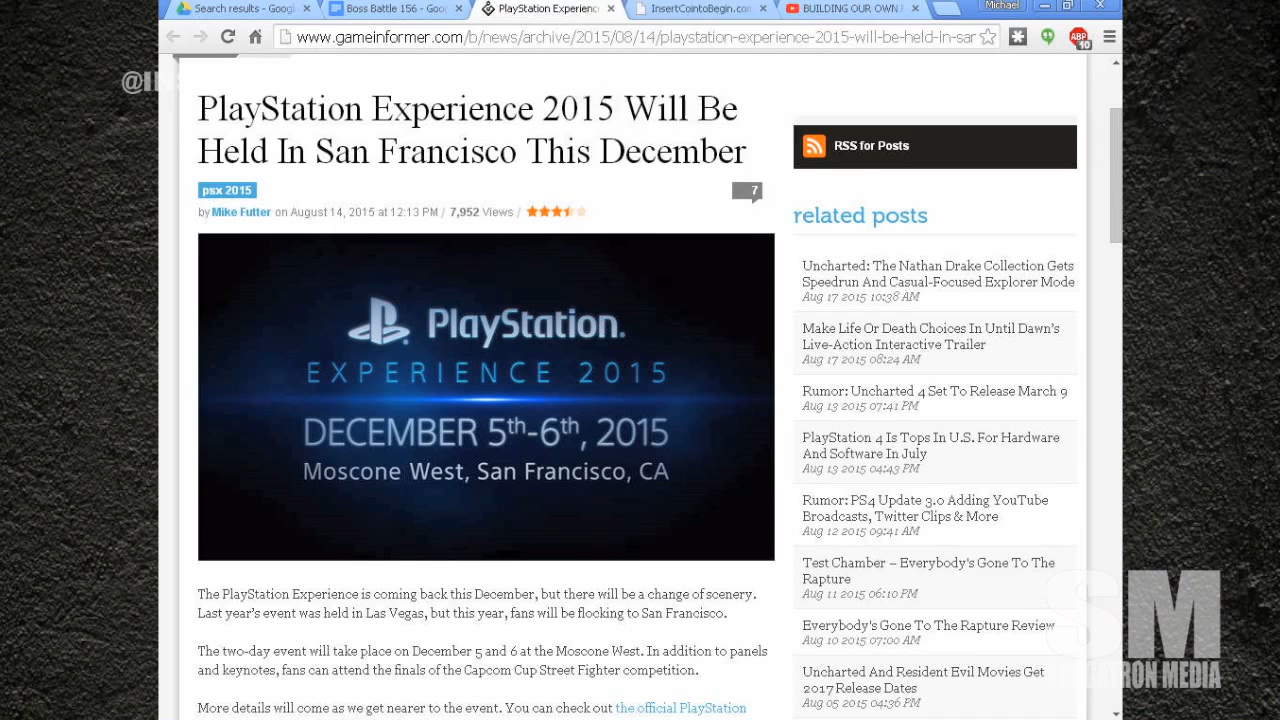 Search results - Googl
Boss Battle 156 - Goo
PlayStation Experienc
InsertCointoBegin.con
BUILDING OUR OWN
Michael
www.gameinformer.com/b/news/archive/2015/08/14/playstation-experience-2015-will-be-held-in-sar
ABP
10
@IN
PlayStation Experience 2015 Will Be
Held In San Francisco This December
psx 2015
7
by Mike Futter on August 14, 2015 at 12:13 PM / 7,952 Views /
PlayStation.
EXPERIENCE 2015
DECEMBER 5th-6th, 2015
Moscone West, San Francisco, CA
The PlayStation Experience is coming back this December, but there will be a change of scenery.
Last year's event was held in Las Vegas, but this year, fans will be flocking to San Francisco.
The two-day event will take place on December 5 and 6 at the Moscone West. In addition to panels
and keynotes, fans can attend the finals of the Capcom Cup Street Fighter competition.
More details will come as we get nearer to the event. You can check out the official PlayStation
RSS for Posts
related posts
Uncharted: The Nathan Drake Collection Gets
Speedrun And Casual-Focused Explorer Mode
Aug 17 2015 10:38 AM
Make Life Or Death Choices In Until Dawn's
Live-Action Interactive Trailer
Aug 17 2015 08:24 AM
Rumor: Uncharted 4 Set To Release March 9
Aug 13 2015 07:41 PM
PlayStation 4 Is Tops In U.S. For Hardware
And Software In July
Aug 13 2015 04:43 PM
Rumor: PS4 Update 3.0 Adding YouTube
Broadcasts, Twitter Clips & More
Aug 12 2015 09:41 AM
Test Chamber – Everybody's Gone To The
Rapture
Aug 11 2015 06:10 PM
Everybody's Gone To The Rapture Review
Aug 10 2015 07:00 AM
Uncharted And Resident Evil Movies Get
2017 Release Dates
Aug 05 2015 04:36 PM
SM
GATRON MEDIA